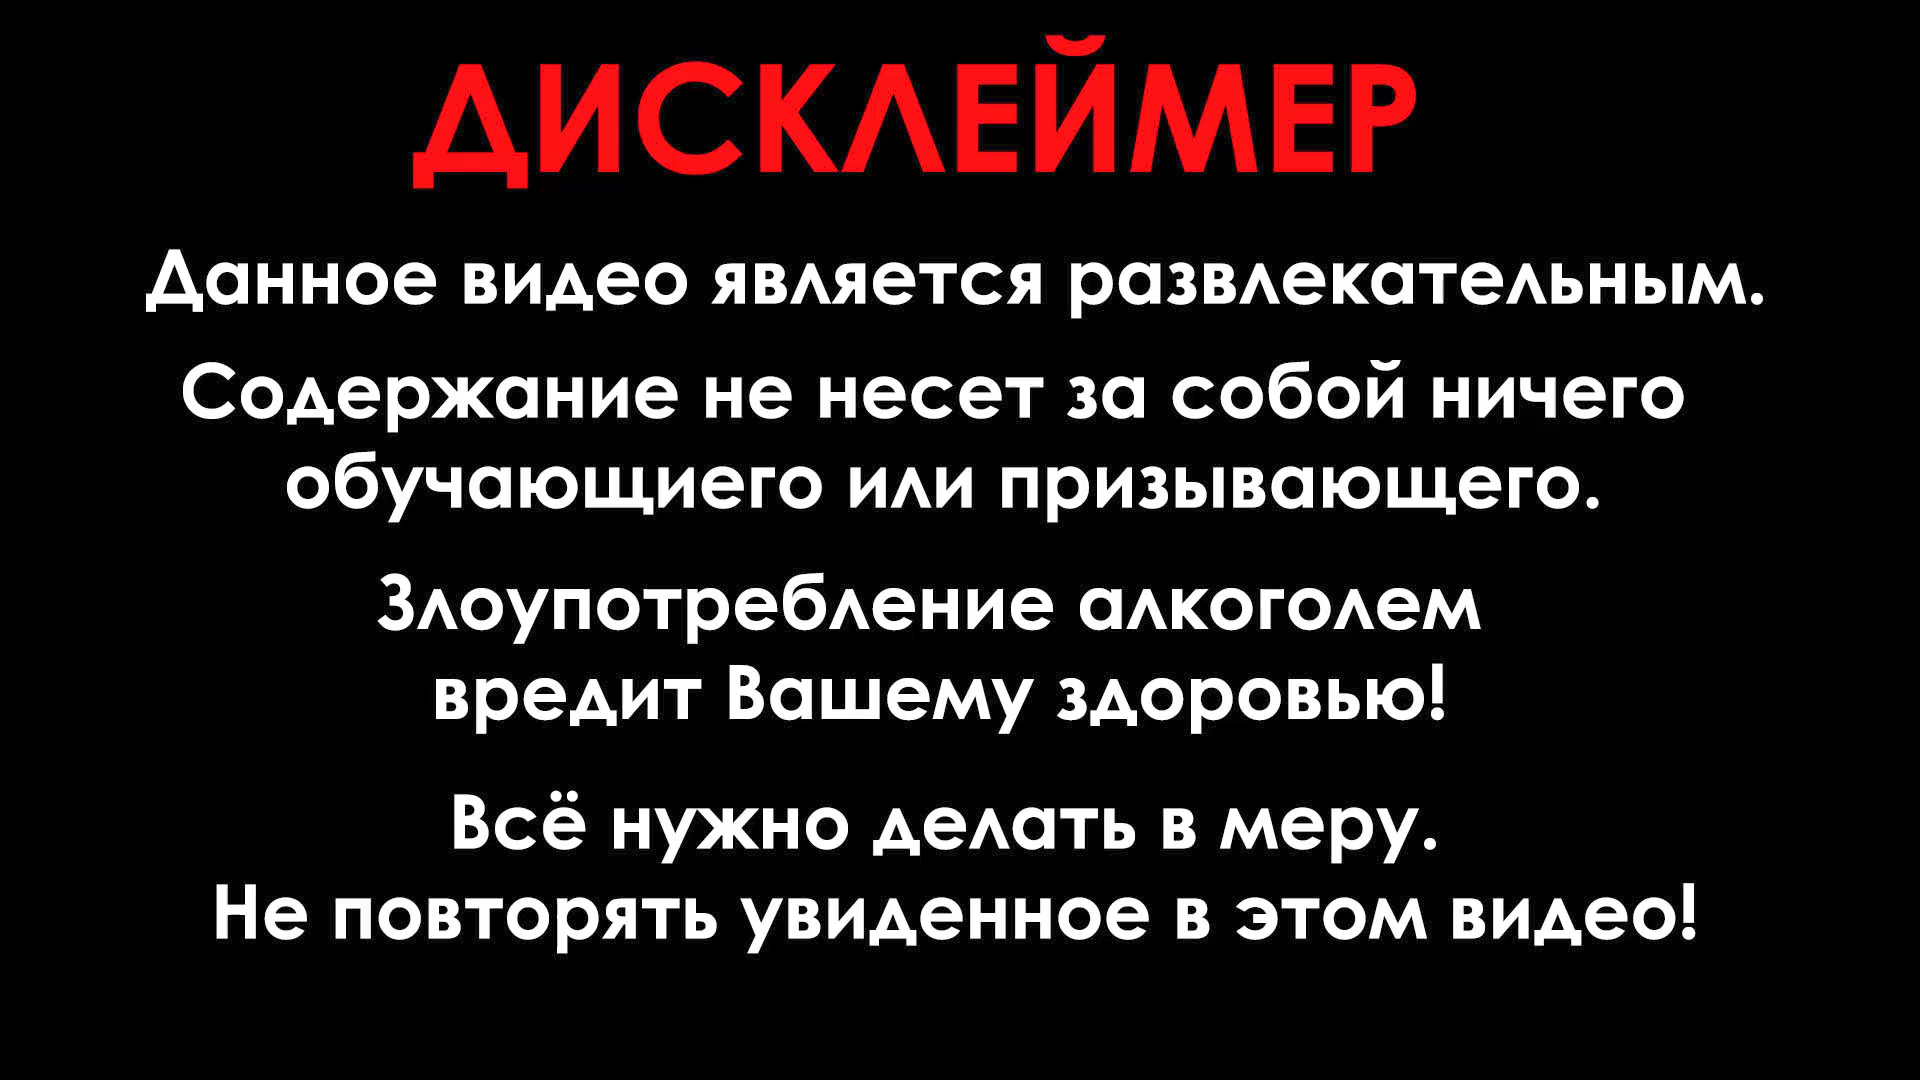 ДИСКЛЕЙМЕР
Данное видео является развлекательным.
Содержание не несет за собой ничего
обучающиего или призывающего.
Злоупотребление алкоголем
вредит Вашему здоровью!
Всё нужно делать в меру.
Не повторять увиденное в этом видео!